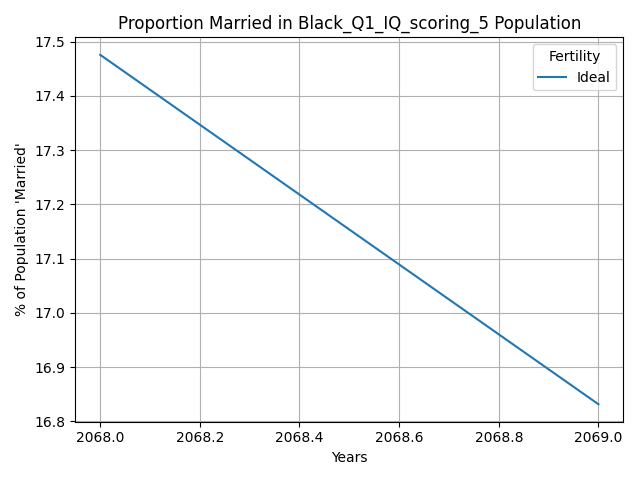 Proportion Married in Black_Q1_IQ_scoring_5 Population
Fertility
Ideal
% of Population 'Married'
17.5
17.4
17.3
17.2
17.1
17.0
16.9
16.8
2068.0 2068.2 2068.4 2068.6 2068.8 2069.0
Years